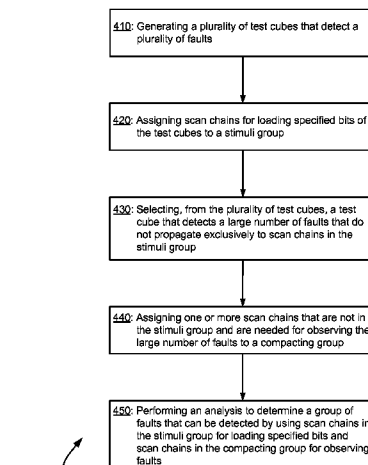 410: Generating a plurality of test cubes that detect a
plurality of faults
420: Assigning scan chains for loading specified bits of
the test cubes to a stimuli group
430: Selecting, from the plurality of test cubes, a test
cube that detects a large number of faults that do
not propagate exclusively to scan chains in the
stimuli group
440: Assigning one or more scan chains that are not in
the stimuli group and are needed for observing the
large number of faults to a compacting group
450: Performing an analysis to determine a group of
faults that can be detected by using scan chains in
the stimuli group for loading specified bits and
scan chains in the compacting group for observing
faults